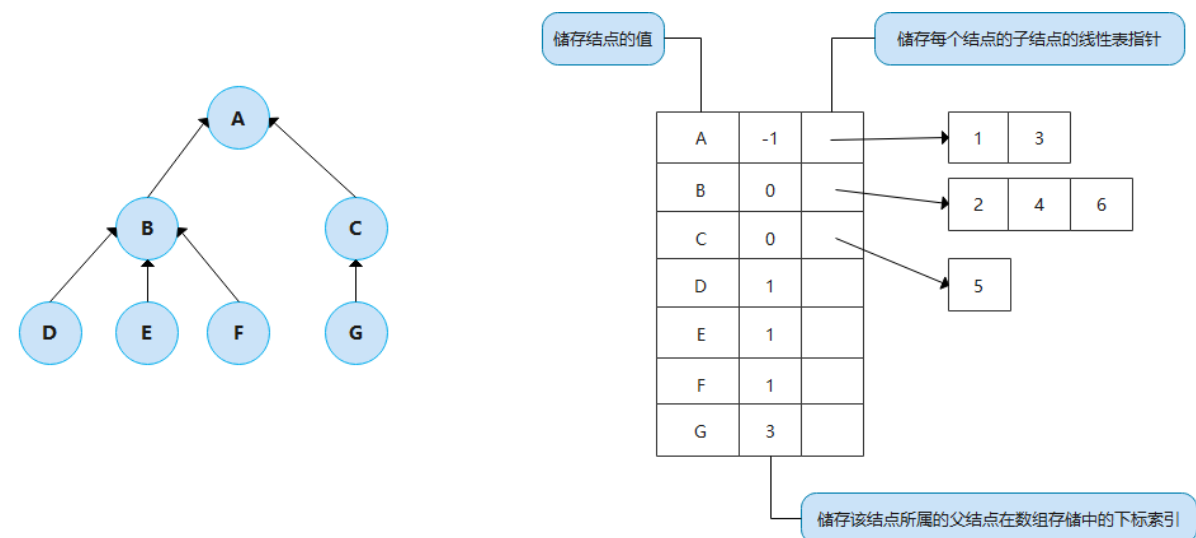 储存结点的值
储存每个结点的子结点的线性表指针
A
B
C
D
E
F
G
A -1
1 3
B 0
2 4 6
C 0
5
D 1
E 1
F 1
G 3
储存该结点所属的父结点在数组存储中的下标索引